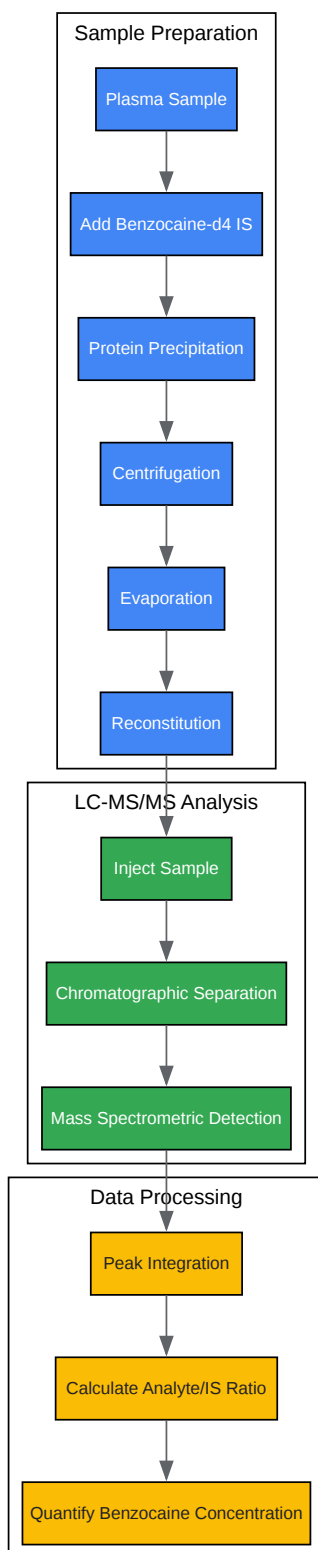 Sample Preparation
Plasma Sample
Add Benzocaine-d4 IS
Protein Precipitation
Centrifugation
Evaporation
Reconstitution
LC-MS/MS Analysis
Inject Sample
Chromatographic Separation
Mass Spectrometric Detection
Data Processing
Peak Integration
Calculate Analyte/IS Ratio
Quantify Benzocaine Concentration